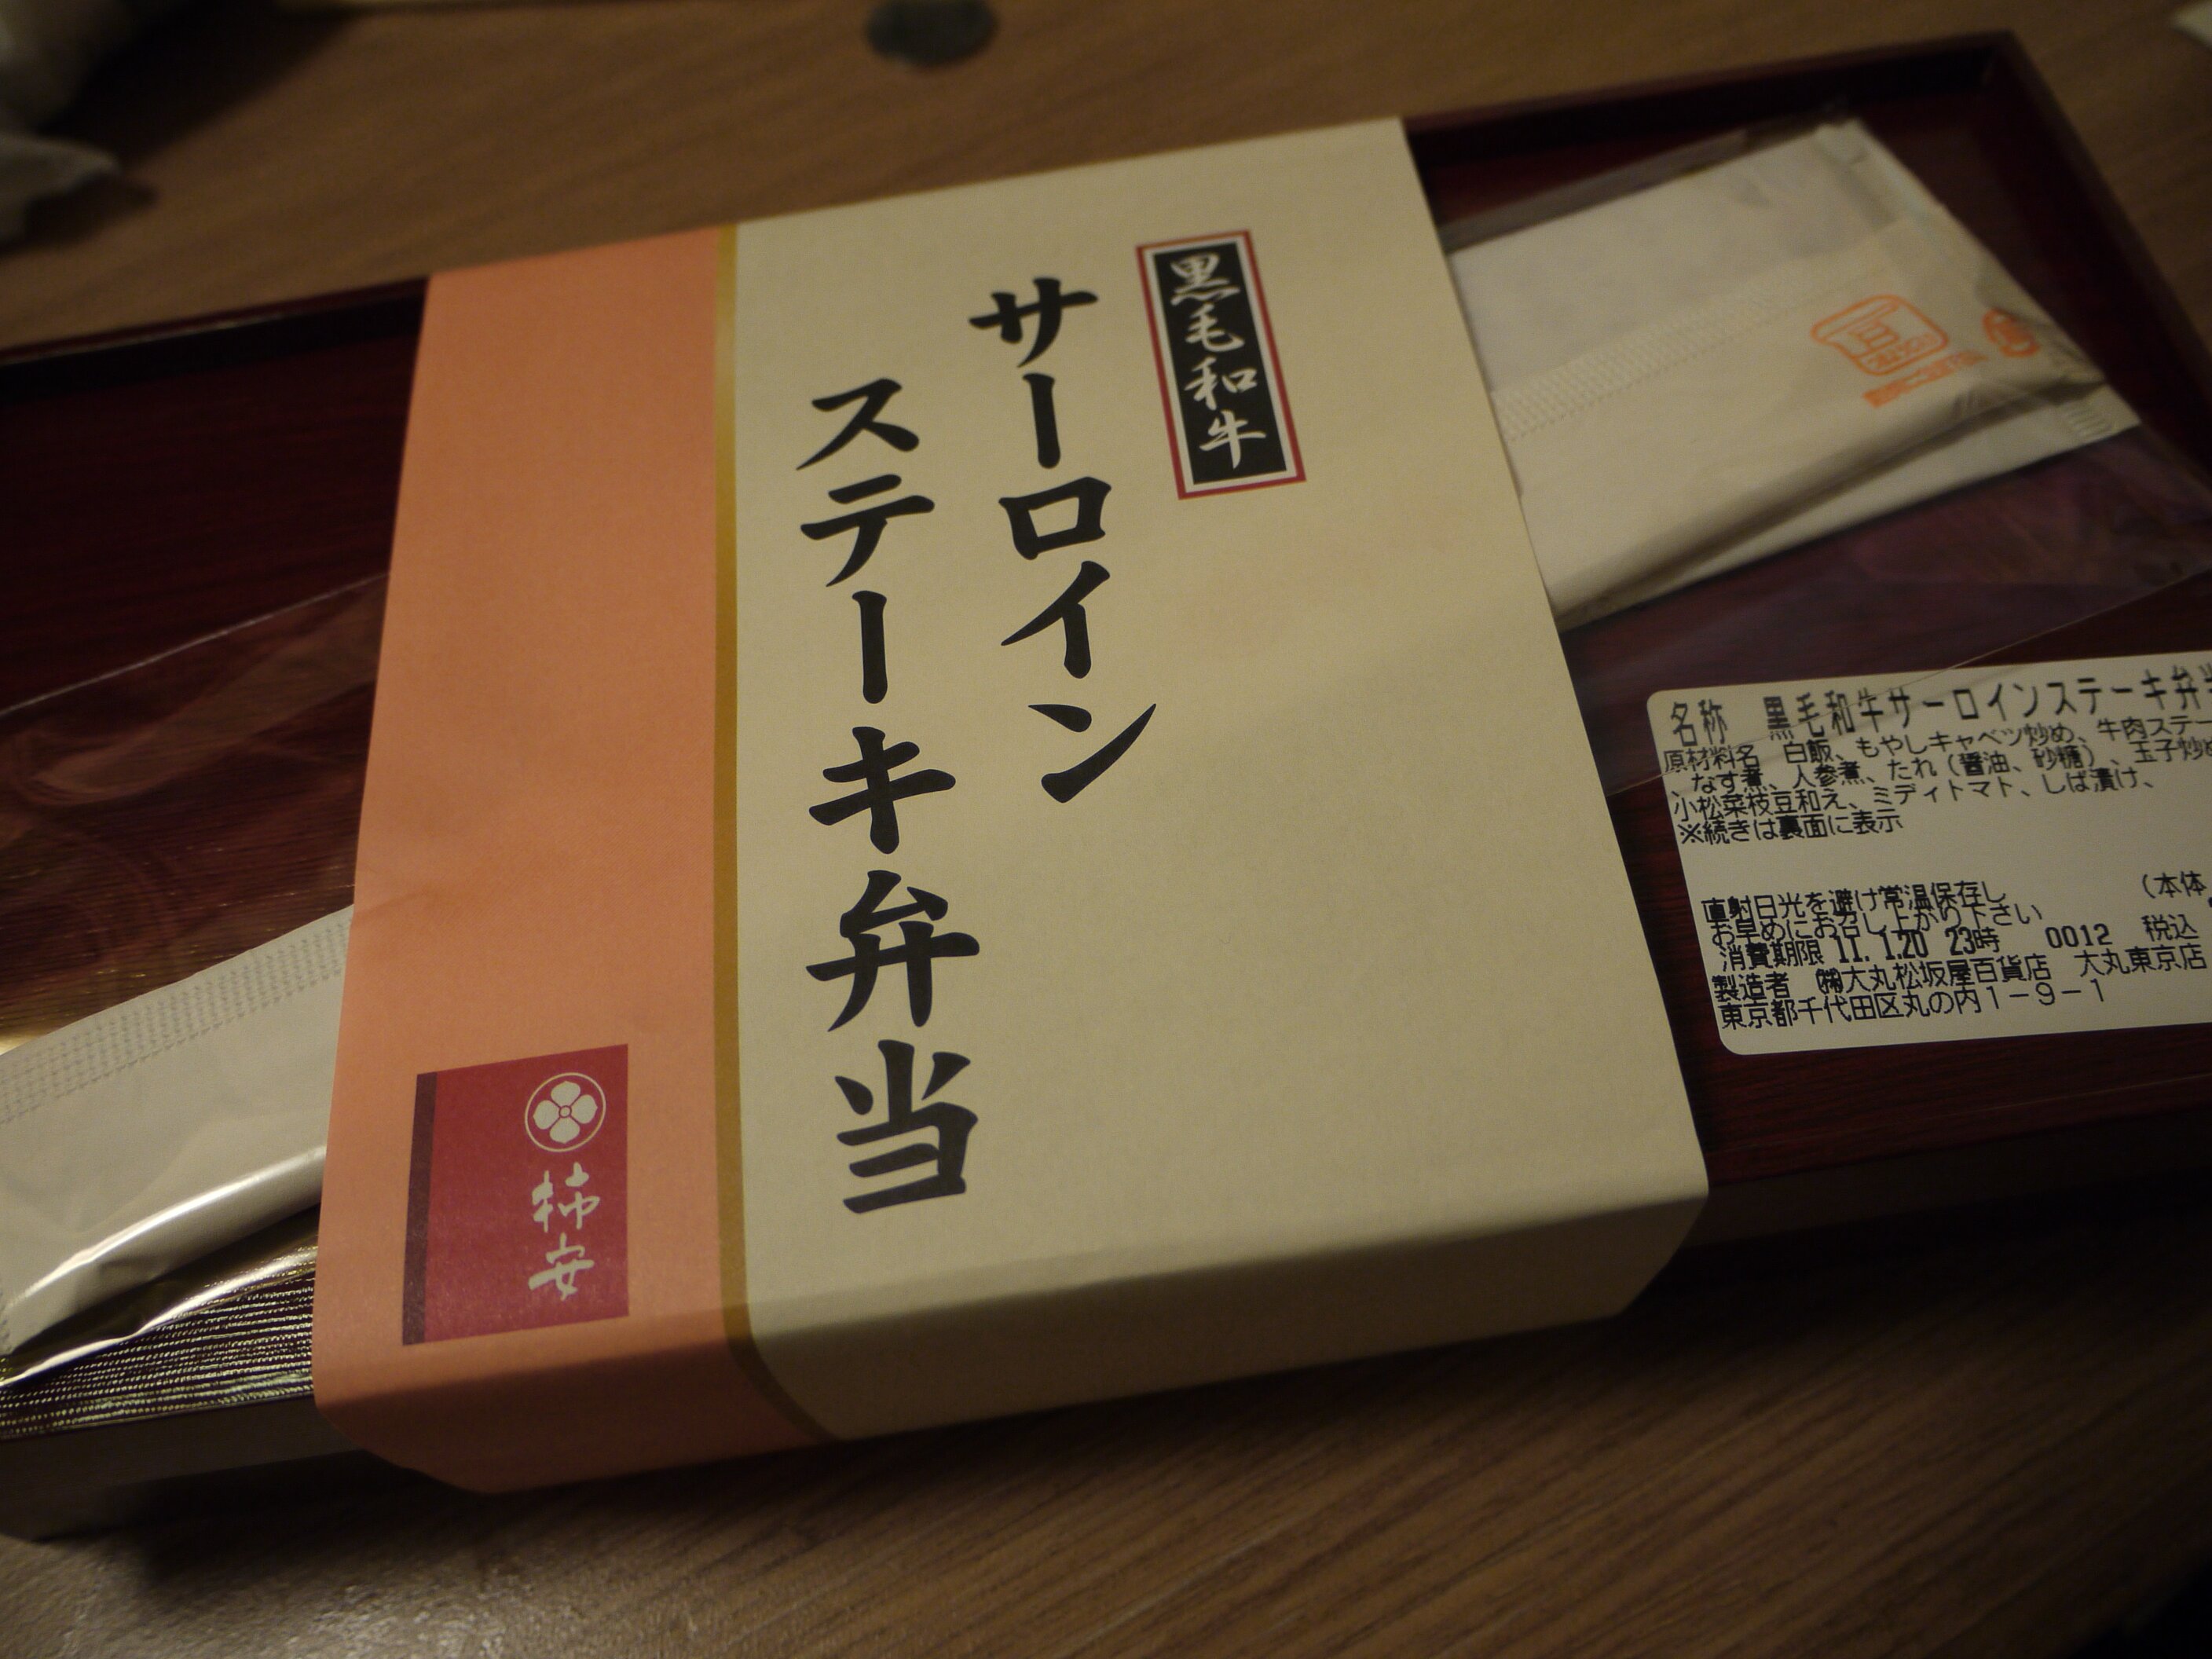 黒毛和牛
サーロイン
ステーキ弁当
柿安
名称 黒毛和牛サーロインステーキ弁当
原材料名 白飯、もやしキャベツ炒め、牛肉ステー
、なす煮、人参煮、たれ（醤油、砂糖）、玉子炒め
小松菜枝豆和え、ミディトマト、しば漬け、
※続きは裏面に表示
直射日光を避け常温保存し (本体
お早めにお召し上がり下さい
消費期限 11. 1.20 23時 0012 税込
製造者 ㈱大丸松坂屋百貨店 大丸東京店
東京都千代田区丸の内1-9-1